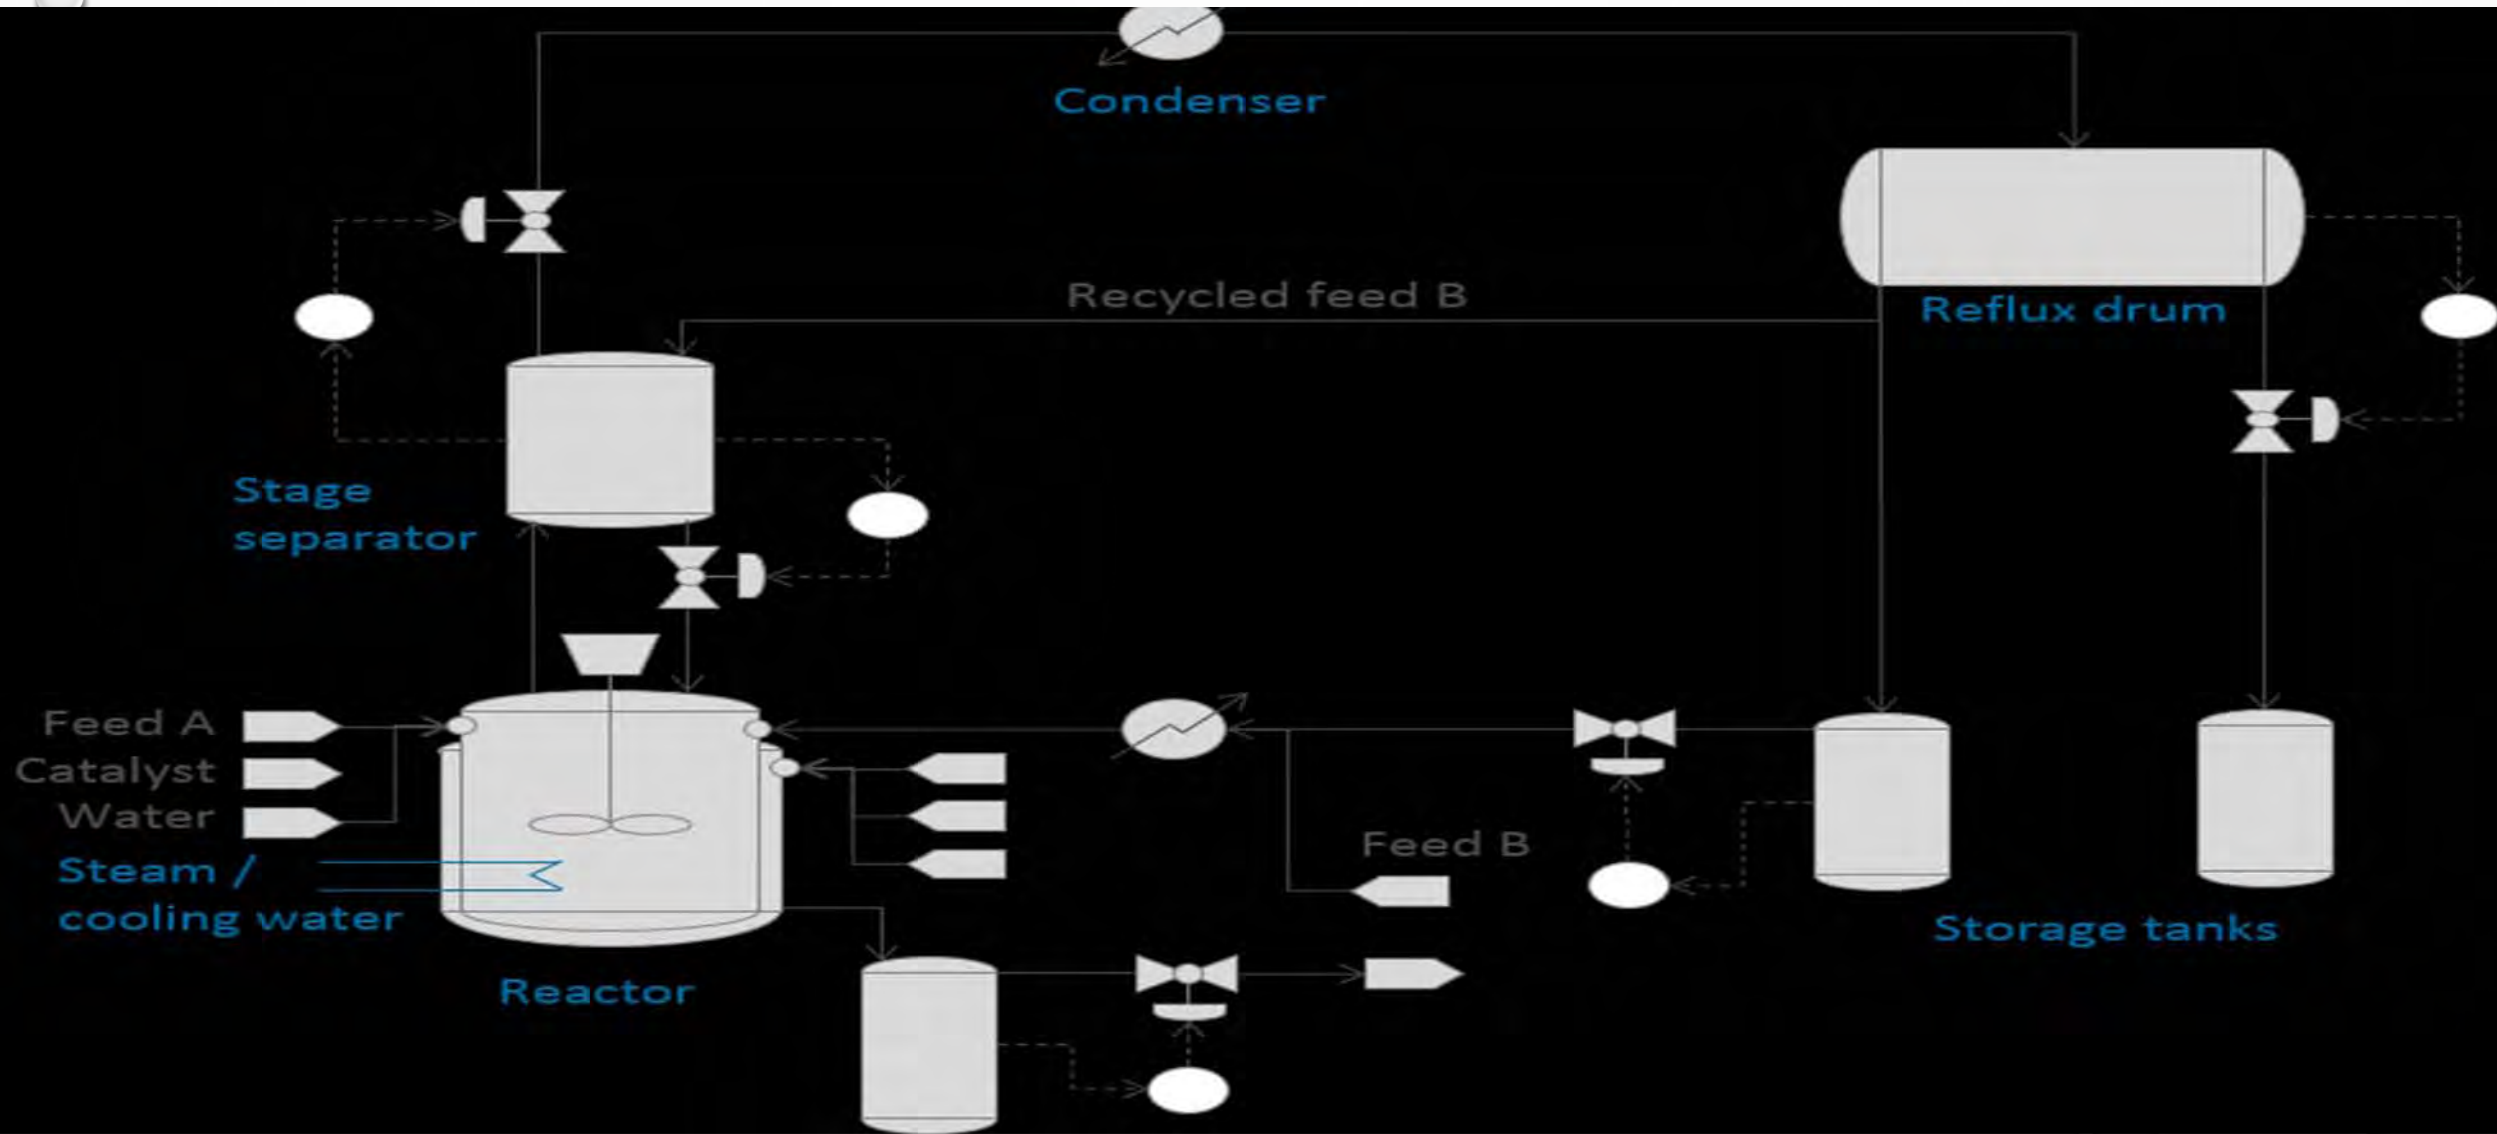 Condenser
Recycled feed B
Reflux drum
Stage
separator
Feed A
Catalyst
Water
Steam /
cooling water
Feed B
Storage tanks
Reactor